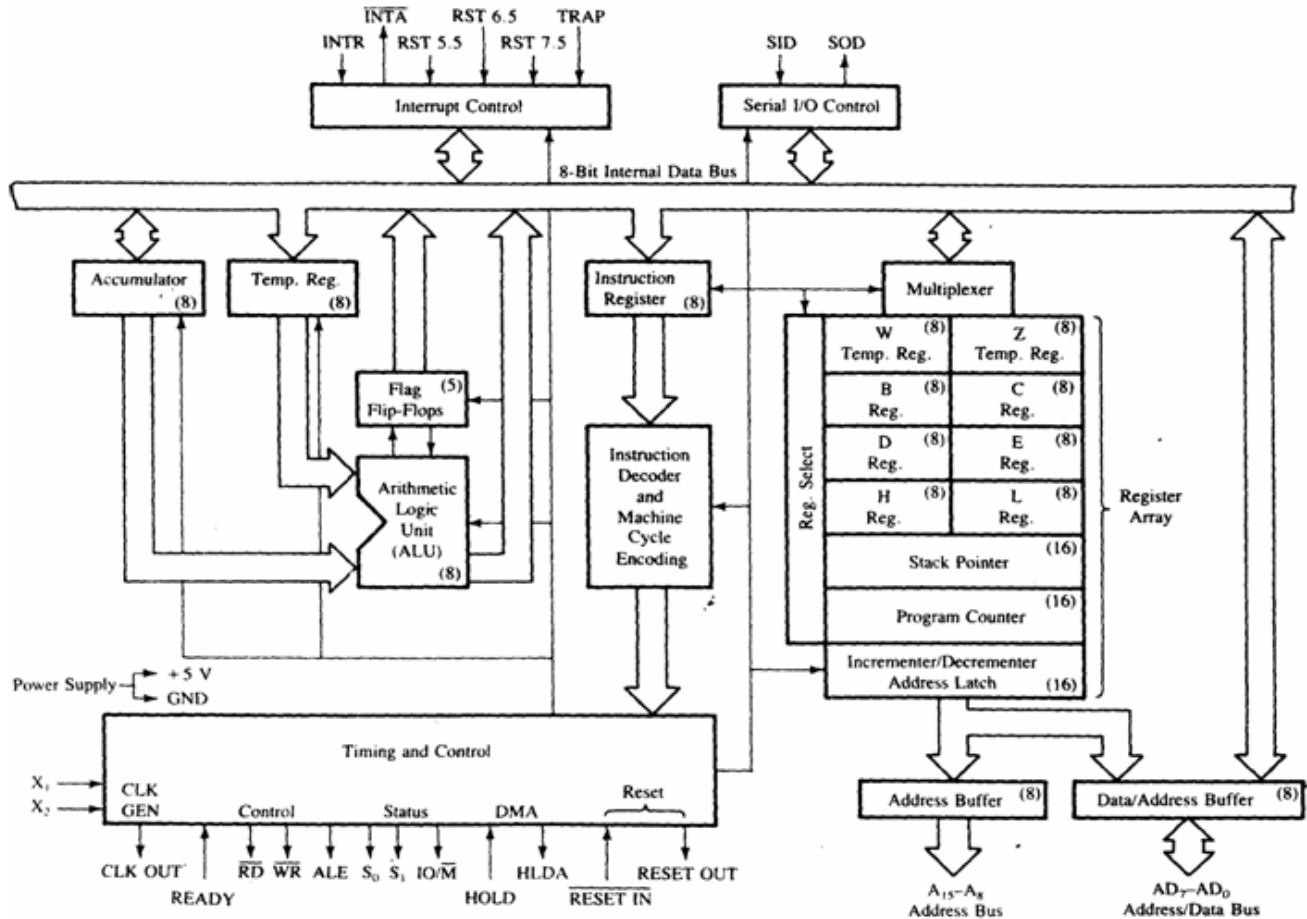 INTA
RST 6.5
TRAP
INTR
RST 5.5
RST 7.5
SID
SOD
Interrupt Control
Serial I/O Control
8-Bit Internal Data Bus
Accumulator
(8)
Temp. Reg.
(8)
Instruction
Register
(8)
Multiplexer
Flag
Flip-Flops
(5)
Arithmetic
Logic
Unit
(ALU)
(8)
Instruction
Decoder
and
Machine
Cycle
Encoding
Reg. Select
W (8)
Temp. Reg.
Z (8)
Temp. Reg.
B (8)
Reg.
C (8)
Reg.
D (8)
Reg.
E (8)
Reg.
H (8)
Reg.
L (8)
Reg.
Stack Pointer (16)
Program Counter (16)
Incrementer/Decrementer
Address Latch (16)
Register
Array
Power Supply
+5 V
GND
Timing and Control
X₁
X₂
CLK
GEN
Control
Status
DMA
Reset
CLK OUT
READY
RD
WR
ALE
S₀
S₁
IO/M
HOLD
HLDA
RESET IN
RESET OUT
Address Buffer (8)
Data/Address Buffer (8)
A₁₅–A₈
Address Bus
AD₇–AD₀
Address/Data Bus